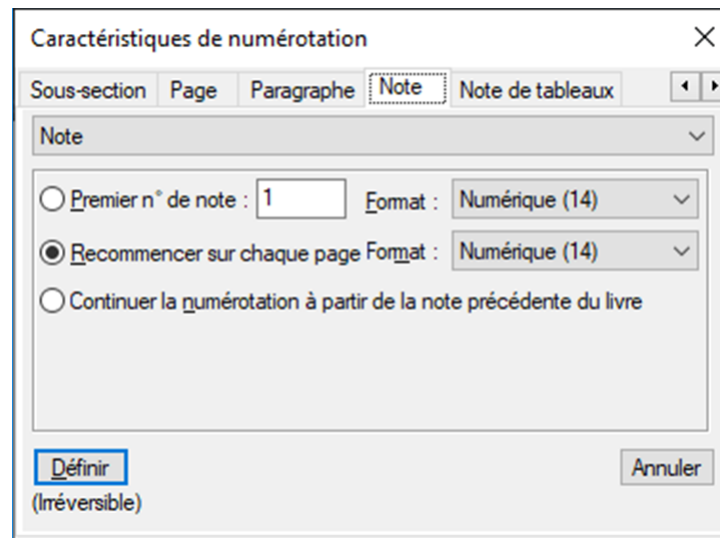 Caractéristiques de numérotation
Sous-section Page Paragraphe Note Note de tableaux
Note
Premier n° de note : 1 Format : Numérique (14)
Recommencer sur chaque page Format : Numérique (14)
Continuer la numérotation à partir de la note précédente du livre
Définir Annuler
(Irréversible)